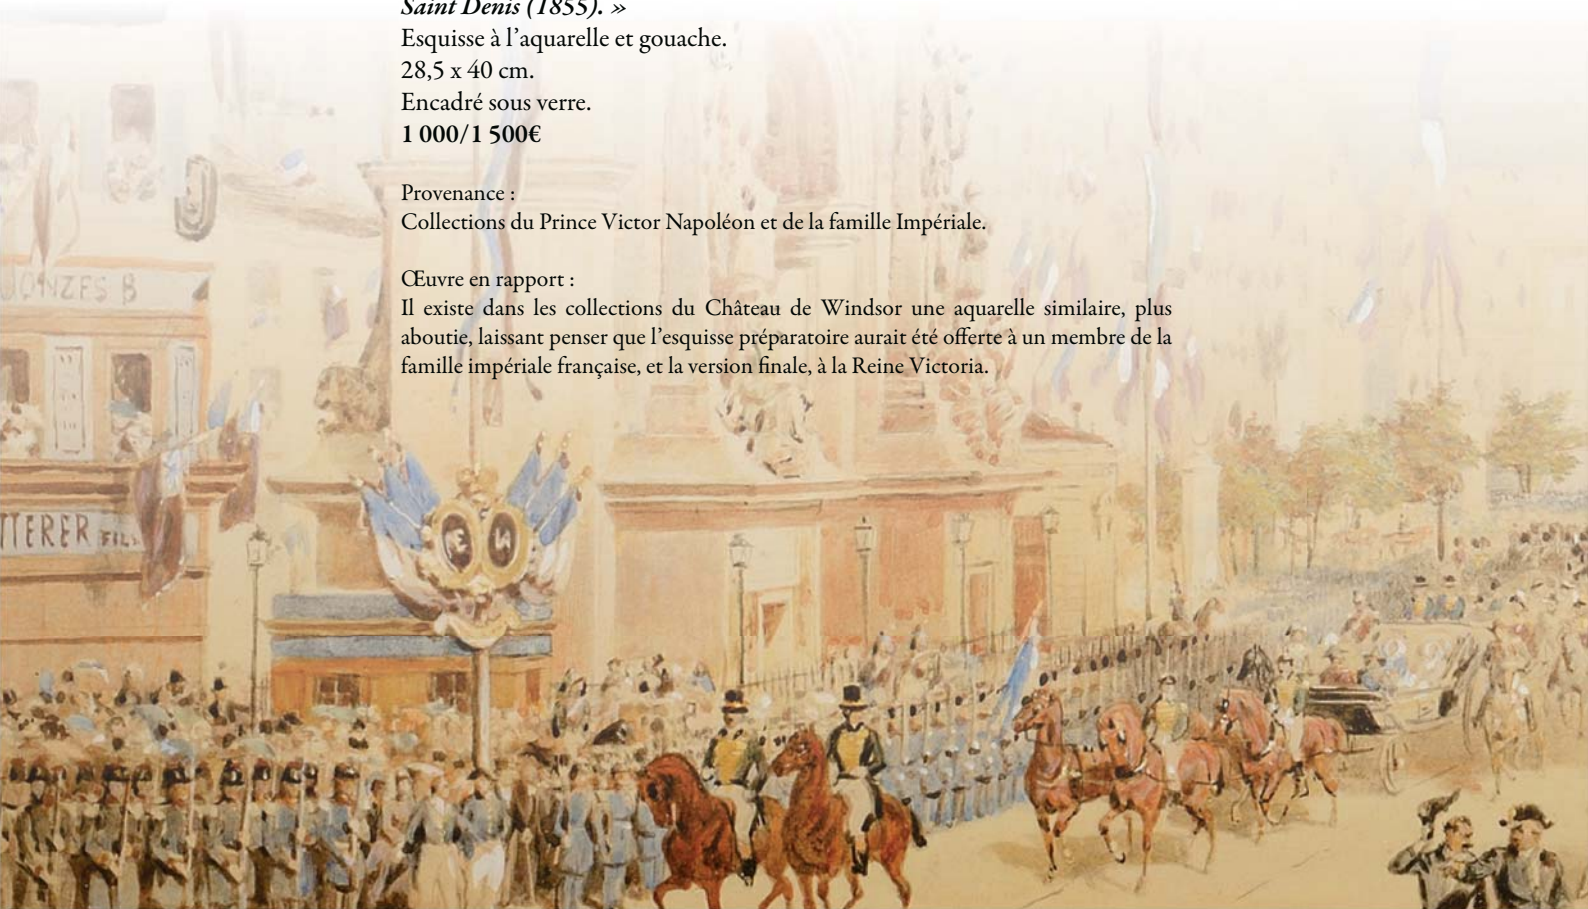 Saint Denis (1855). »
Esquisse à l’aquarelle et gouache.
28,5 x 40 cm.
Encadré sous verre.
1 000/1 500€
Provenance :
Collections du Prince Victor Napoléon et de la famille Impériale.
Œuvre en rapport :
Il existe dans les collections du Château de Windsor une aquarelle similaire, plus
aboutie, laissant penser que l’esquisse préparatoire aurait été offerte à un membre de la
famille impériale française, et la version finale, à la Reine Victoria.
ONZES B
TTERER FILS
E